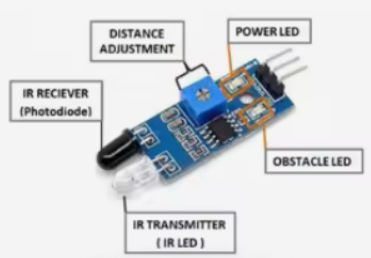 DISTANCE
ADJUSTMENT
POWER LED
IR RECIEVER
(Photodiode)
OBSTACLE LED
IR TRANSMITTER
( IR LED )